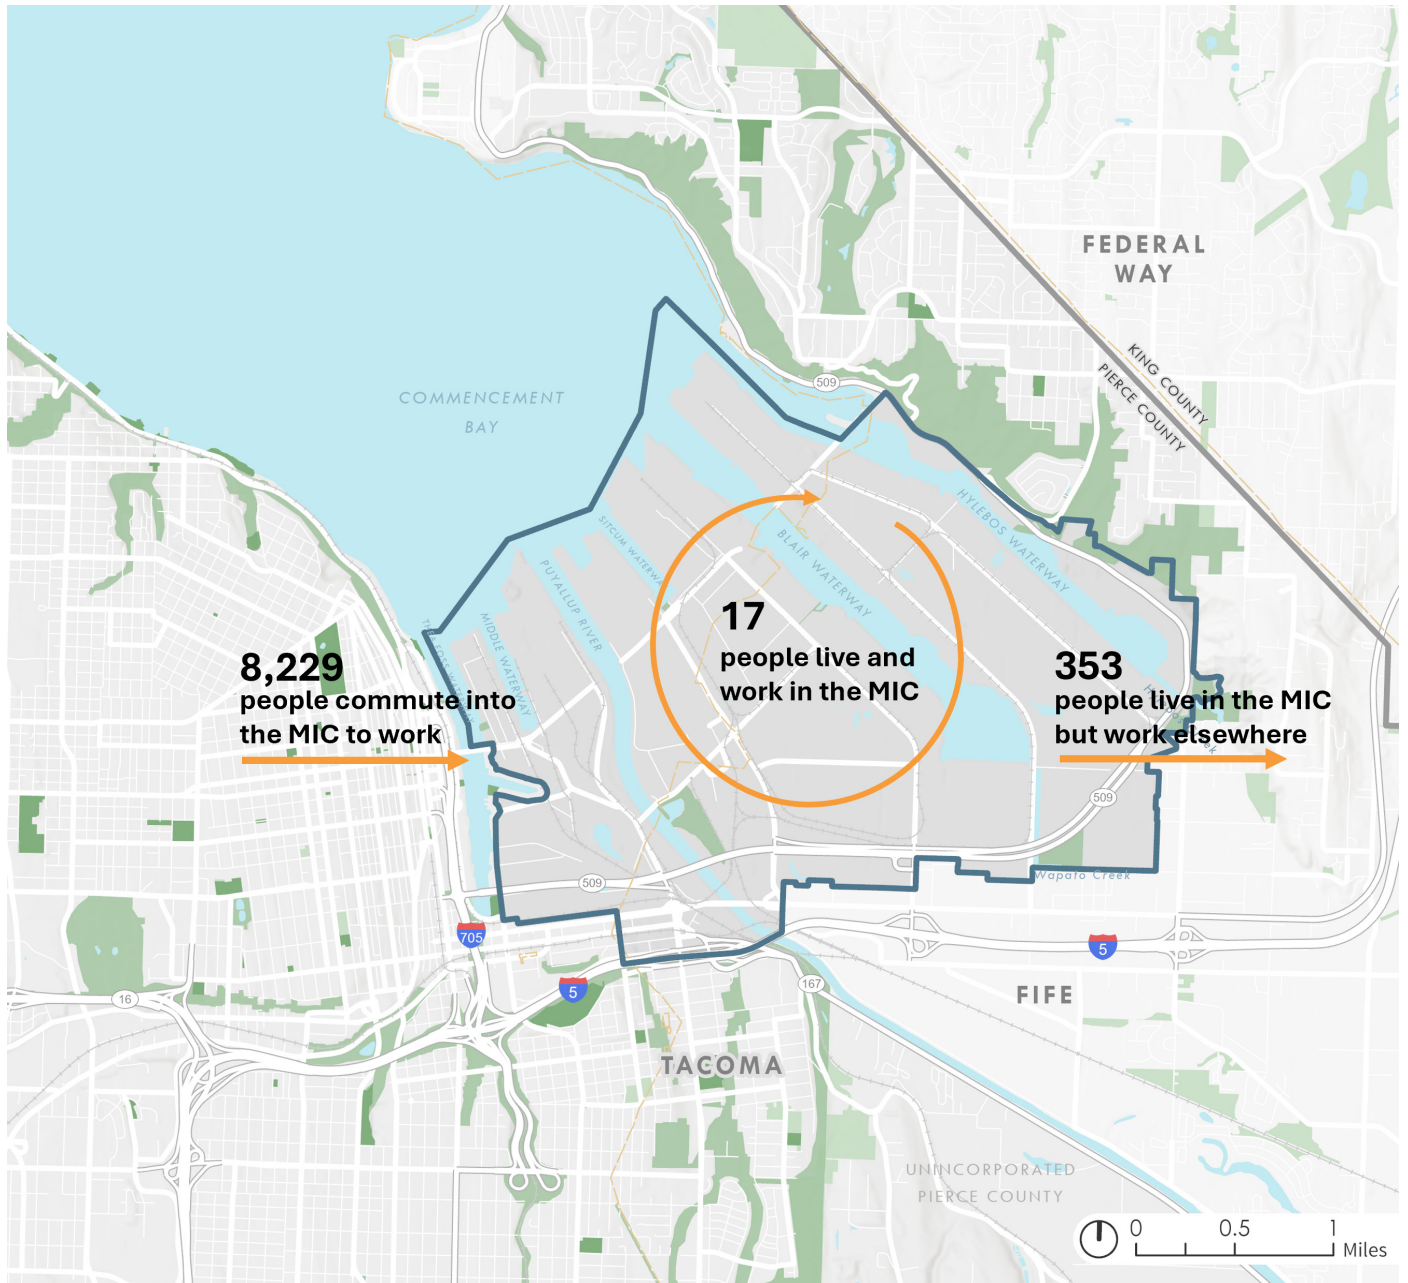 FEDERAL
WAY
KING COUNTY
PIERCE COUNTY
509
COMMENCEMENT
BAY
HYLEBOS WATERWAY
SITCUM WATERWAY
BLAIR WATERWAY
PUYALLUP RIVER
MIDDLE WATERWAY
17
people live and
work in the MIC
8,229
people commute into
the MIC to work
353
people live in the MIC
but work elsewhere
509
Wapato Creek
509
705
5
5
16
167
FIFE
TACOMA
UNINCORPORATED
PIERCE COUNTY
0 0.5 1
Miles